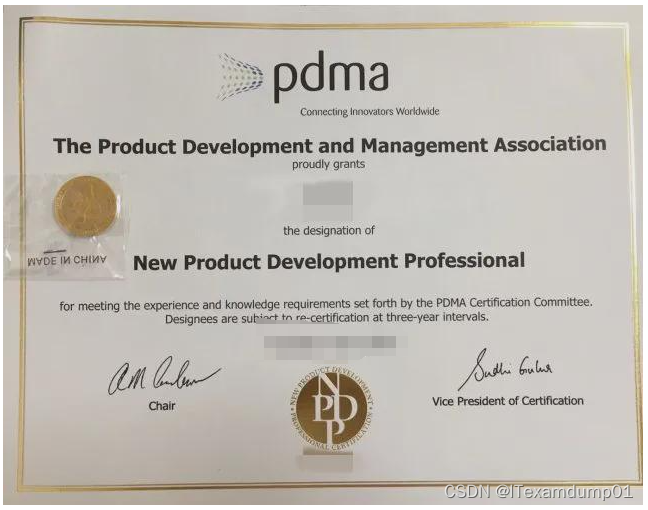 pdma
Connecting Innovators Worldwide
The Product Development and Management Association
proudly grants
the designation of
MADE IN CHINA
New Product Development Professional
for meeting the experience and knowledge requirements set forth by the PDMA Certification Committee.
Designees are subject to re-certification at three-year intervals.
Chair
Vice President of Certification
NEW PRODUCT DEVELOPMENT
NPDP
PROFESSIONAL CERTIFICATION
CSDN @ITexamdump01